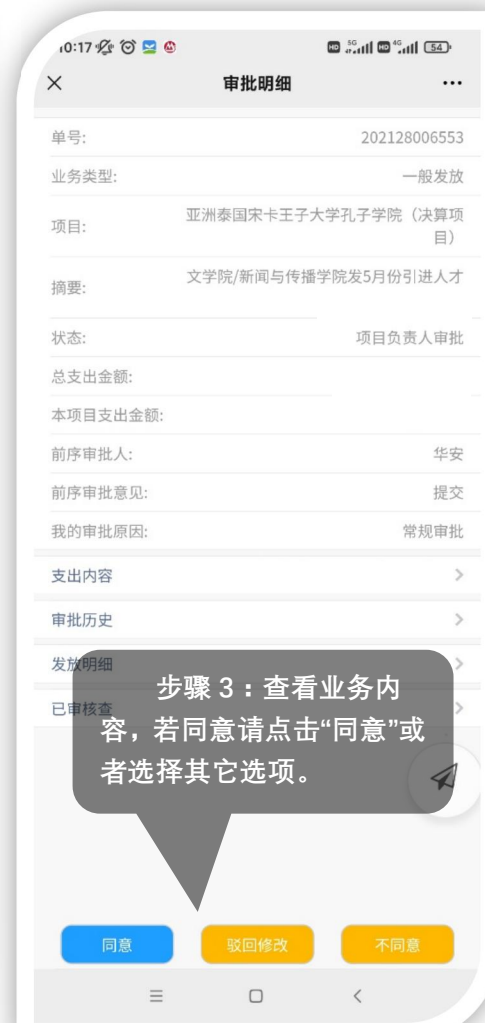 10:17 HD 5G HD 4G 54
审批明细
单号: 202128006553
业务类型: 一般发放
项目: 亚洲泰国宋卡王子大学孔子学院（决算项
目）
摘要: 文学院/新闻与传播学院发5月份引进人才
状态: 项目负责人审批
总支出金额:
本项目支出金额:
前序审批人: 华安
前序审批意见: 提交
我的审批原因: 常规审批
支出内容
审批历史
发放明细
已审核查
步骤 3：查看业务内
容，若同意请点击“同意”或
者选择其它选项。
同意 驳回修改 不同意